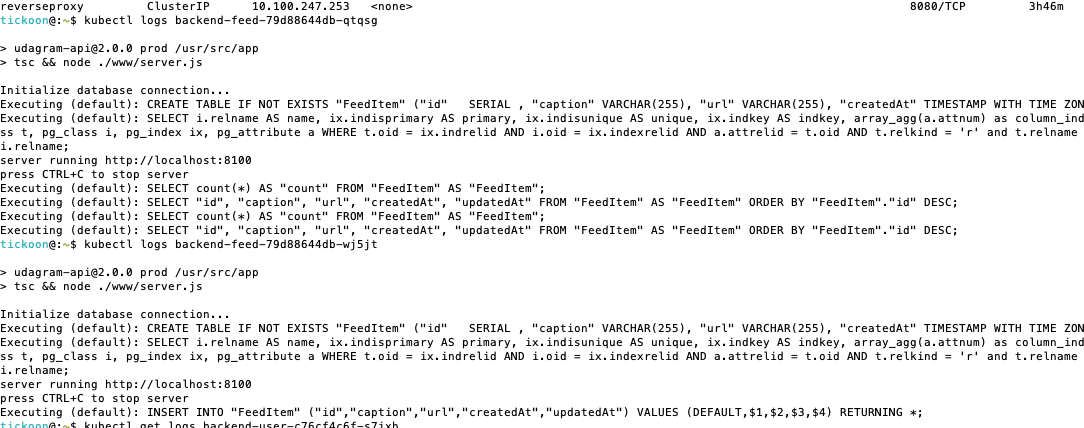 reverseproxy ClusterIP 10.100.247.253 <none> 8080/TCP 3h46m
tickoon@:~$ kubectl logs backend-feed-79d88644db-qtqsg
> udagram-api@2.0.0 prod /usr/src/app
> tsc && node ./www/server.js
Initialize database connection...
Executing (default): CREATE TABLE IF NOT EXISTS "FeedItem" ("id"   SERIAL , "caption" VARCHAR(255), "url" VARCHAR(255), "createdAt" TIMESTAMP WITH TIME ZON
Executing (default): SELECT i.relname AS name, ix.indisprimary AS primary, ix.indisunique AS unique, ix.indkey AS indkey, array_agg(a.attnum) as column_ind
ss t, pg_class i, pg_index ix, pg_attribute a WHERE t.oid = ix.indrelid AND i.oid = ix.indexrelid AND a.attrelid = t.oid AND t.relkind = 'r' and t.relname
i.relname;
server running http://localhost:8100
press CTRL+C to stop server
Executing (default): SELECT count(*) AS "count" FROM "FeedItem" AS "FeedItem";
Executing (default): SELECT "id", "caption", "url", "createdAt", "updatedAt" FROM "FeedItem" AS "FeedItem" ORDER BY "FeedItem"."id" DESC;
Executing (default): SELECT count(*) AS "count" FROM "FeedItem" AS "FeedItem";
Executing (default): SELECT "id", "caption", "url", "createdAt", "updatedAt" FROM "FeedItem" AS "FeedItem" ORDER BY "FeedItem"."id" DESC;
tickoon@:~$ kubectl logs backend-feed-79d88644db-wj5jt
> udagram-api@2.0.0 prod /usr/src/app
> tsc && node ./www/server.js
Initialize database connection...
Executing (default): CREATE TABLE IF NOT EXISTS "FeedItem" ("id"   SERIAL , "caption" VARCHAR(255), "url" VARCHAR(255), "createdAt" TIMESTAMP WITH TIME ZON
Executing (default): SELECT i.relname AS name, ix.indisprimary AS primary, ix.indisunique AS unique, ix.indkey AS indkey, array_agg(a.attnum) as column_ind
ss t, pg_class i, pg_index ix, pg_attribute a WHERE t.oid = ix.indrelid AND i.oid = ix.indexrelid AND a.attrelid = t.oid AND t.relkind = 'r' and t.relname
i.relname;
server running http://localhost:8100
press CTRL+C to stop server
Executing (default): INSERT INTO "FeedItem" ("id","caption","url","createdAt","updatedAt") VALUES (DEFAULT,$1,$2,$3,$4) RETURNING *;
tickoon@:~$ kubectl get logs